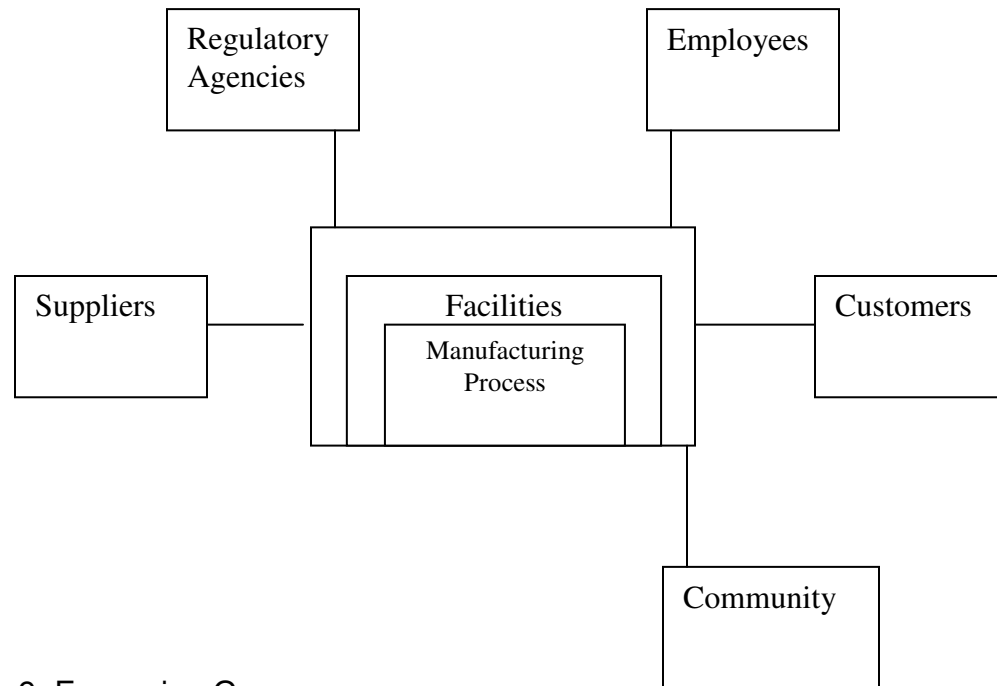 Regulatory
Agencies
Employees
Suppliers
Facilities
Customers
Manufacturing
Process
Community